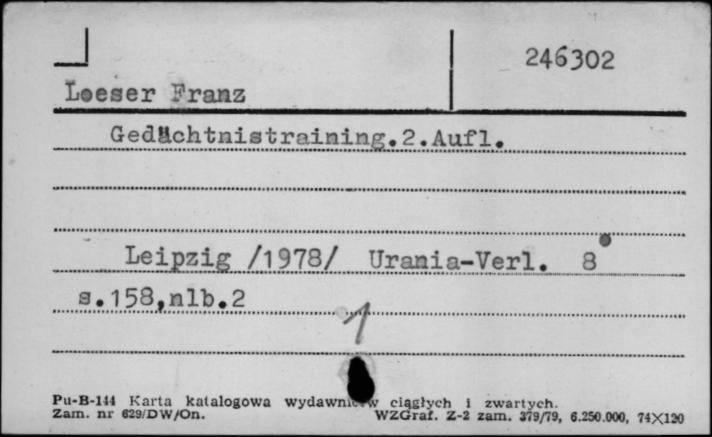 246302
Loeser Franz
Gedächtnistraining.2.Aufl.
Leipzig /1978/ Urania-Verl. 8°
s.158,nlb.2
1
Pu-B-144 Karta katalogowa wydawnictw ciągłych i zwartych.
Zam. nr 629/DW/On. WZGraf. Z-2 zam. 379/79, 6.250.000, 74X120